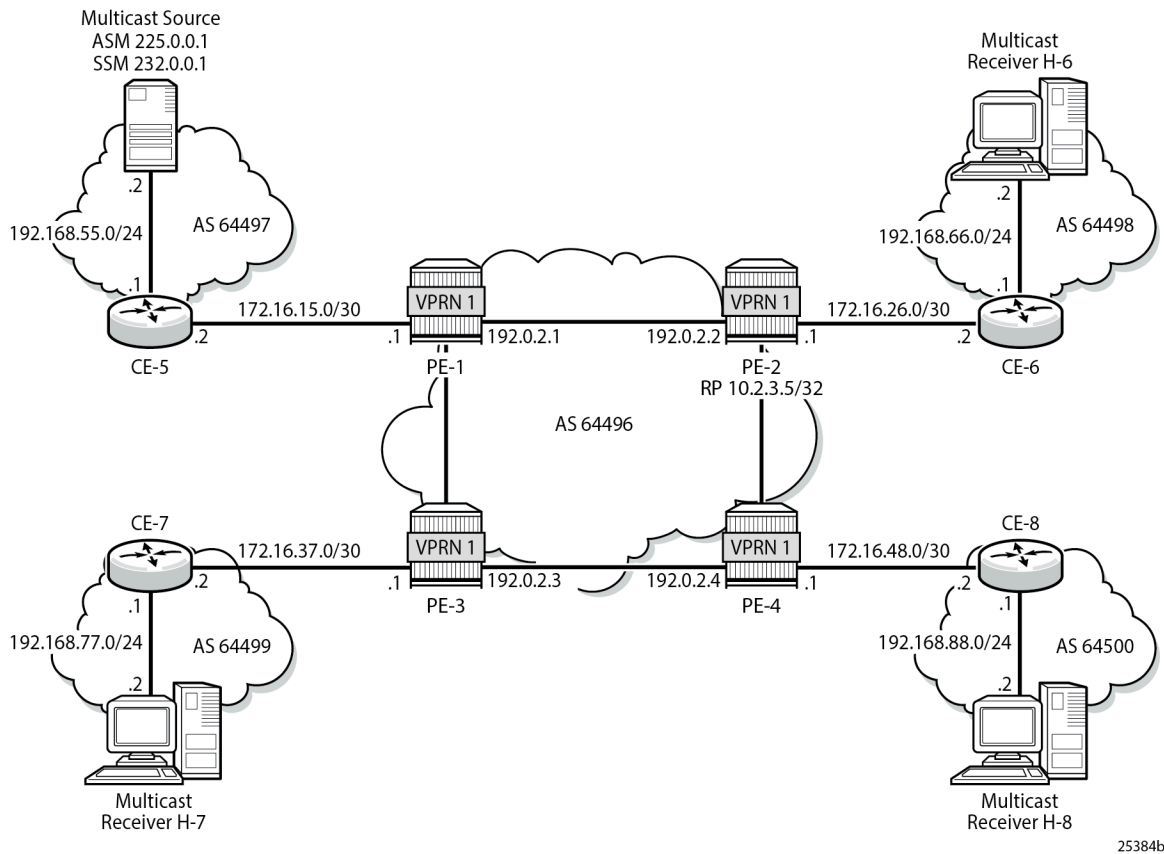 Multicast Source
ASM 225.0.0.1
SSM 232.0.0.1
Multicast
Receiver H-6
.2
.2
192.168.55.0/24
AS 64497
192.168.66.0/24
AS 64498
.1
.1
172.16.15.0/30
VPRN 1
VPRN 1
172.16.26.0/30
.2
.1
192.0.2.1
192.0.2.2
.1
.2
CE-5
PE-1
PE-2
CE-6
RP 10.2.3.5/32
AS 64496
CE-7
CE-8
172.16.37.0/30
VPRN 1
VPRN 1
172.16.48.0/30
.2
.1
192.0.2.3
192.0.2.4
.1
.2
.1
PE-3
PE-4
.1
192.168.77.0/24
AS 64499
192.168.88.0/24
AS 64500
.2
.2
Multicast
Receiver H-7
Multicast
Receiver H-8
25384b